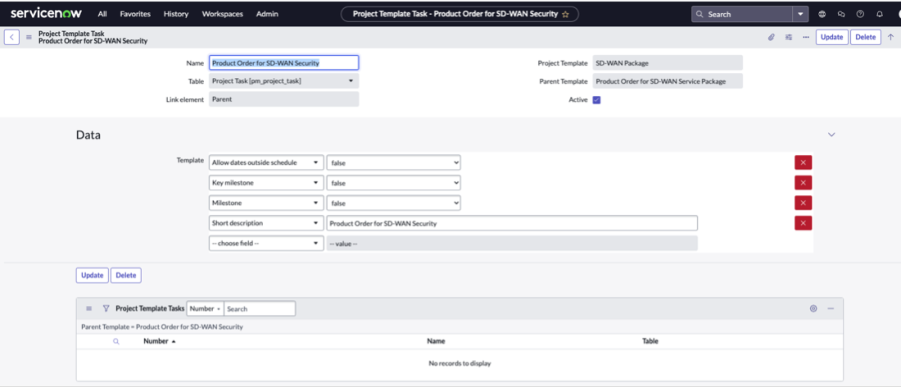 servicenow All Favorites History Workspaces Admin Project Template Task - Product Order for SD-WAN Security Search
Project Template Task
Product Order for SD-WAN Security
Update Delete
Name Product Order for SD-WAN Security Project Template SD-WAN Package
Table Project Task [pm_project_task] Parent Template Product Order for SD-WAN Service Package
Link element Parent Active
Data
Template Allow dates outside schedule false
Key milestone false
Milestone false
Short description Product Order for SD-WAN Security
-- choose field -- -- value --
Update Delete
Project Template Tasks Number Search
Parent Template = Product Order for SD-WAN Security
Number Name Table
No records to display